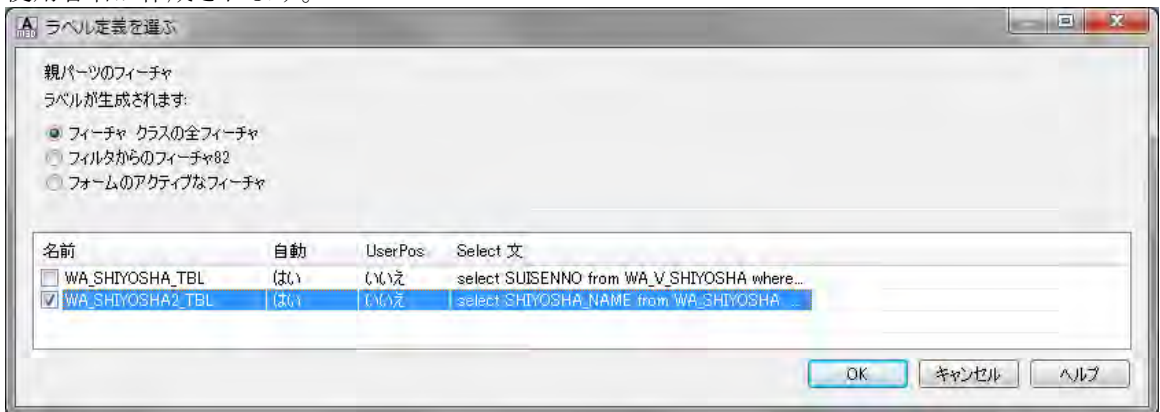 ラベル定義を選ぶ
親パーツのフィーチャ
ラベルが生成されます:
フィーチャ クラスの全フィーチャ
フィルタからのフィーチャ82
フォームのアクティブなフィーチャ
名前 自動 UserPos Select 文
WA_SHIYOSHA_TBL はい いいえ select SUISENNO from WA_V_SHIYOSHA where...
WA_SHIYOSHA2_TBL はい いいえ select SHIYOSHA_NAME from WA_SHIYOSHA ...
OK キャンセル ヘルプ